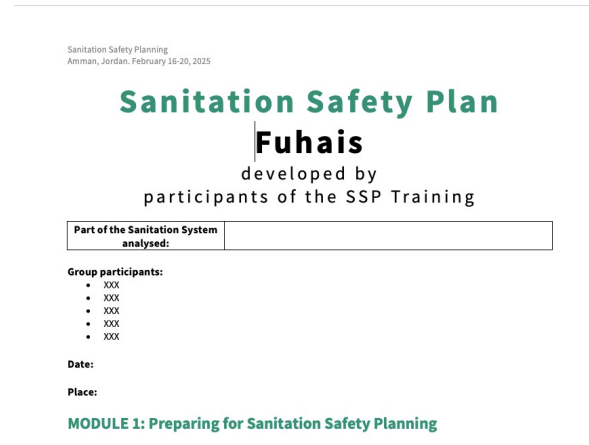 Sanitation Safety Planning
Amman, Jordan. February 16-20, 2025
Sanitation Safety Plan
Fuhais
developed by
participants of the SSP Training
Part of the Sanitation System
analysed:
Group participants:
• XXX
• XXX
• XXX
• XXX
• XXX
Date:
Place:
MODULE 1: Preparing for Sanitation Safety Planning